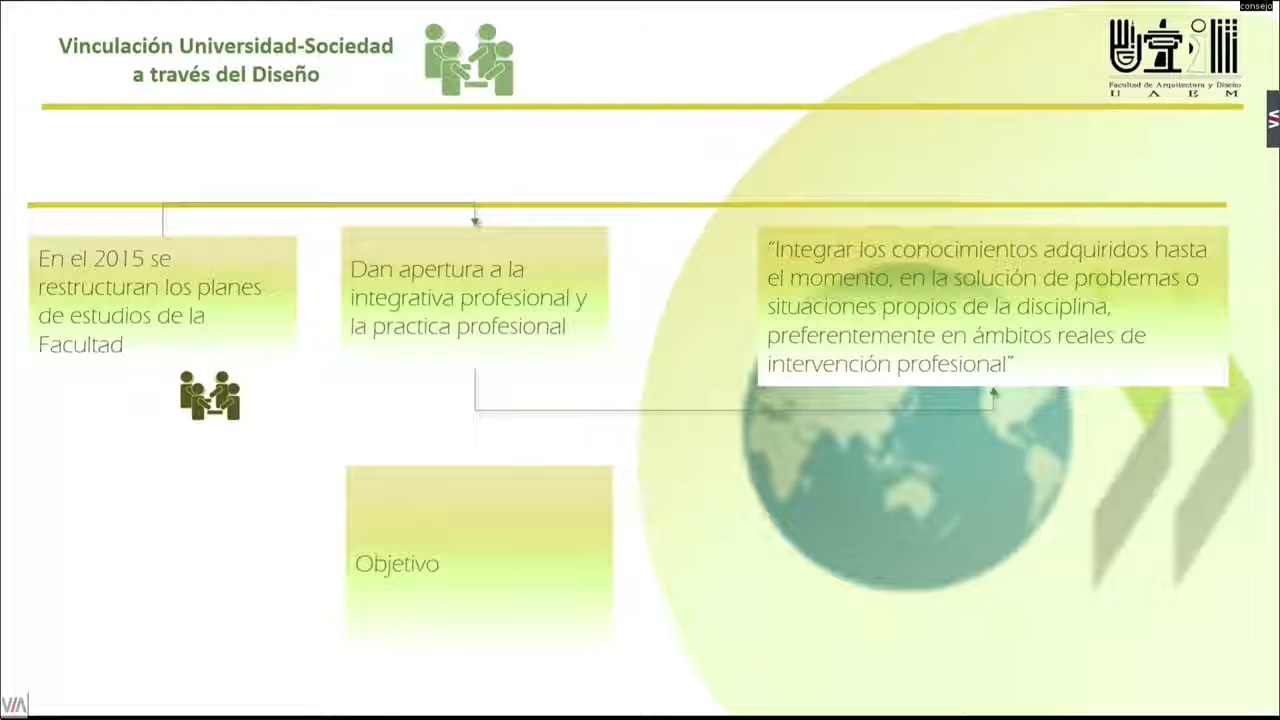 consejo
Vinculación Universidad-Sociedad
a través del Diseño
Facultad de Arquitectura y Diseño
U A E M
En el 2015 se
restructuran los planes
de estudios de la
Facultad
Dan apertura a la
integrativa profesional y
la practica profesional
“Integrar los conocimientos adquiridos hasta
el momento, en la solución de problemas o
situaciones propios de la disciplina,
preferentemente en ámbitos reales de
intervención profesional”
Objetivo
VIA